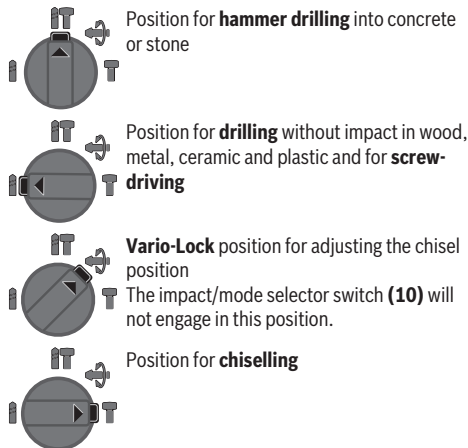 Position for hammer drilling into concrete
or stone
Position for drilling without impact in wood,
metal, ceramic and plastic and for screw-
driving
Vario-Lock position for adjusting the chisel
position
The impact/mode selector switch (10) will
not engage in this position.
Position for chiselling